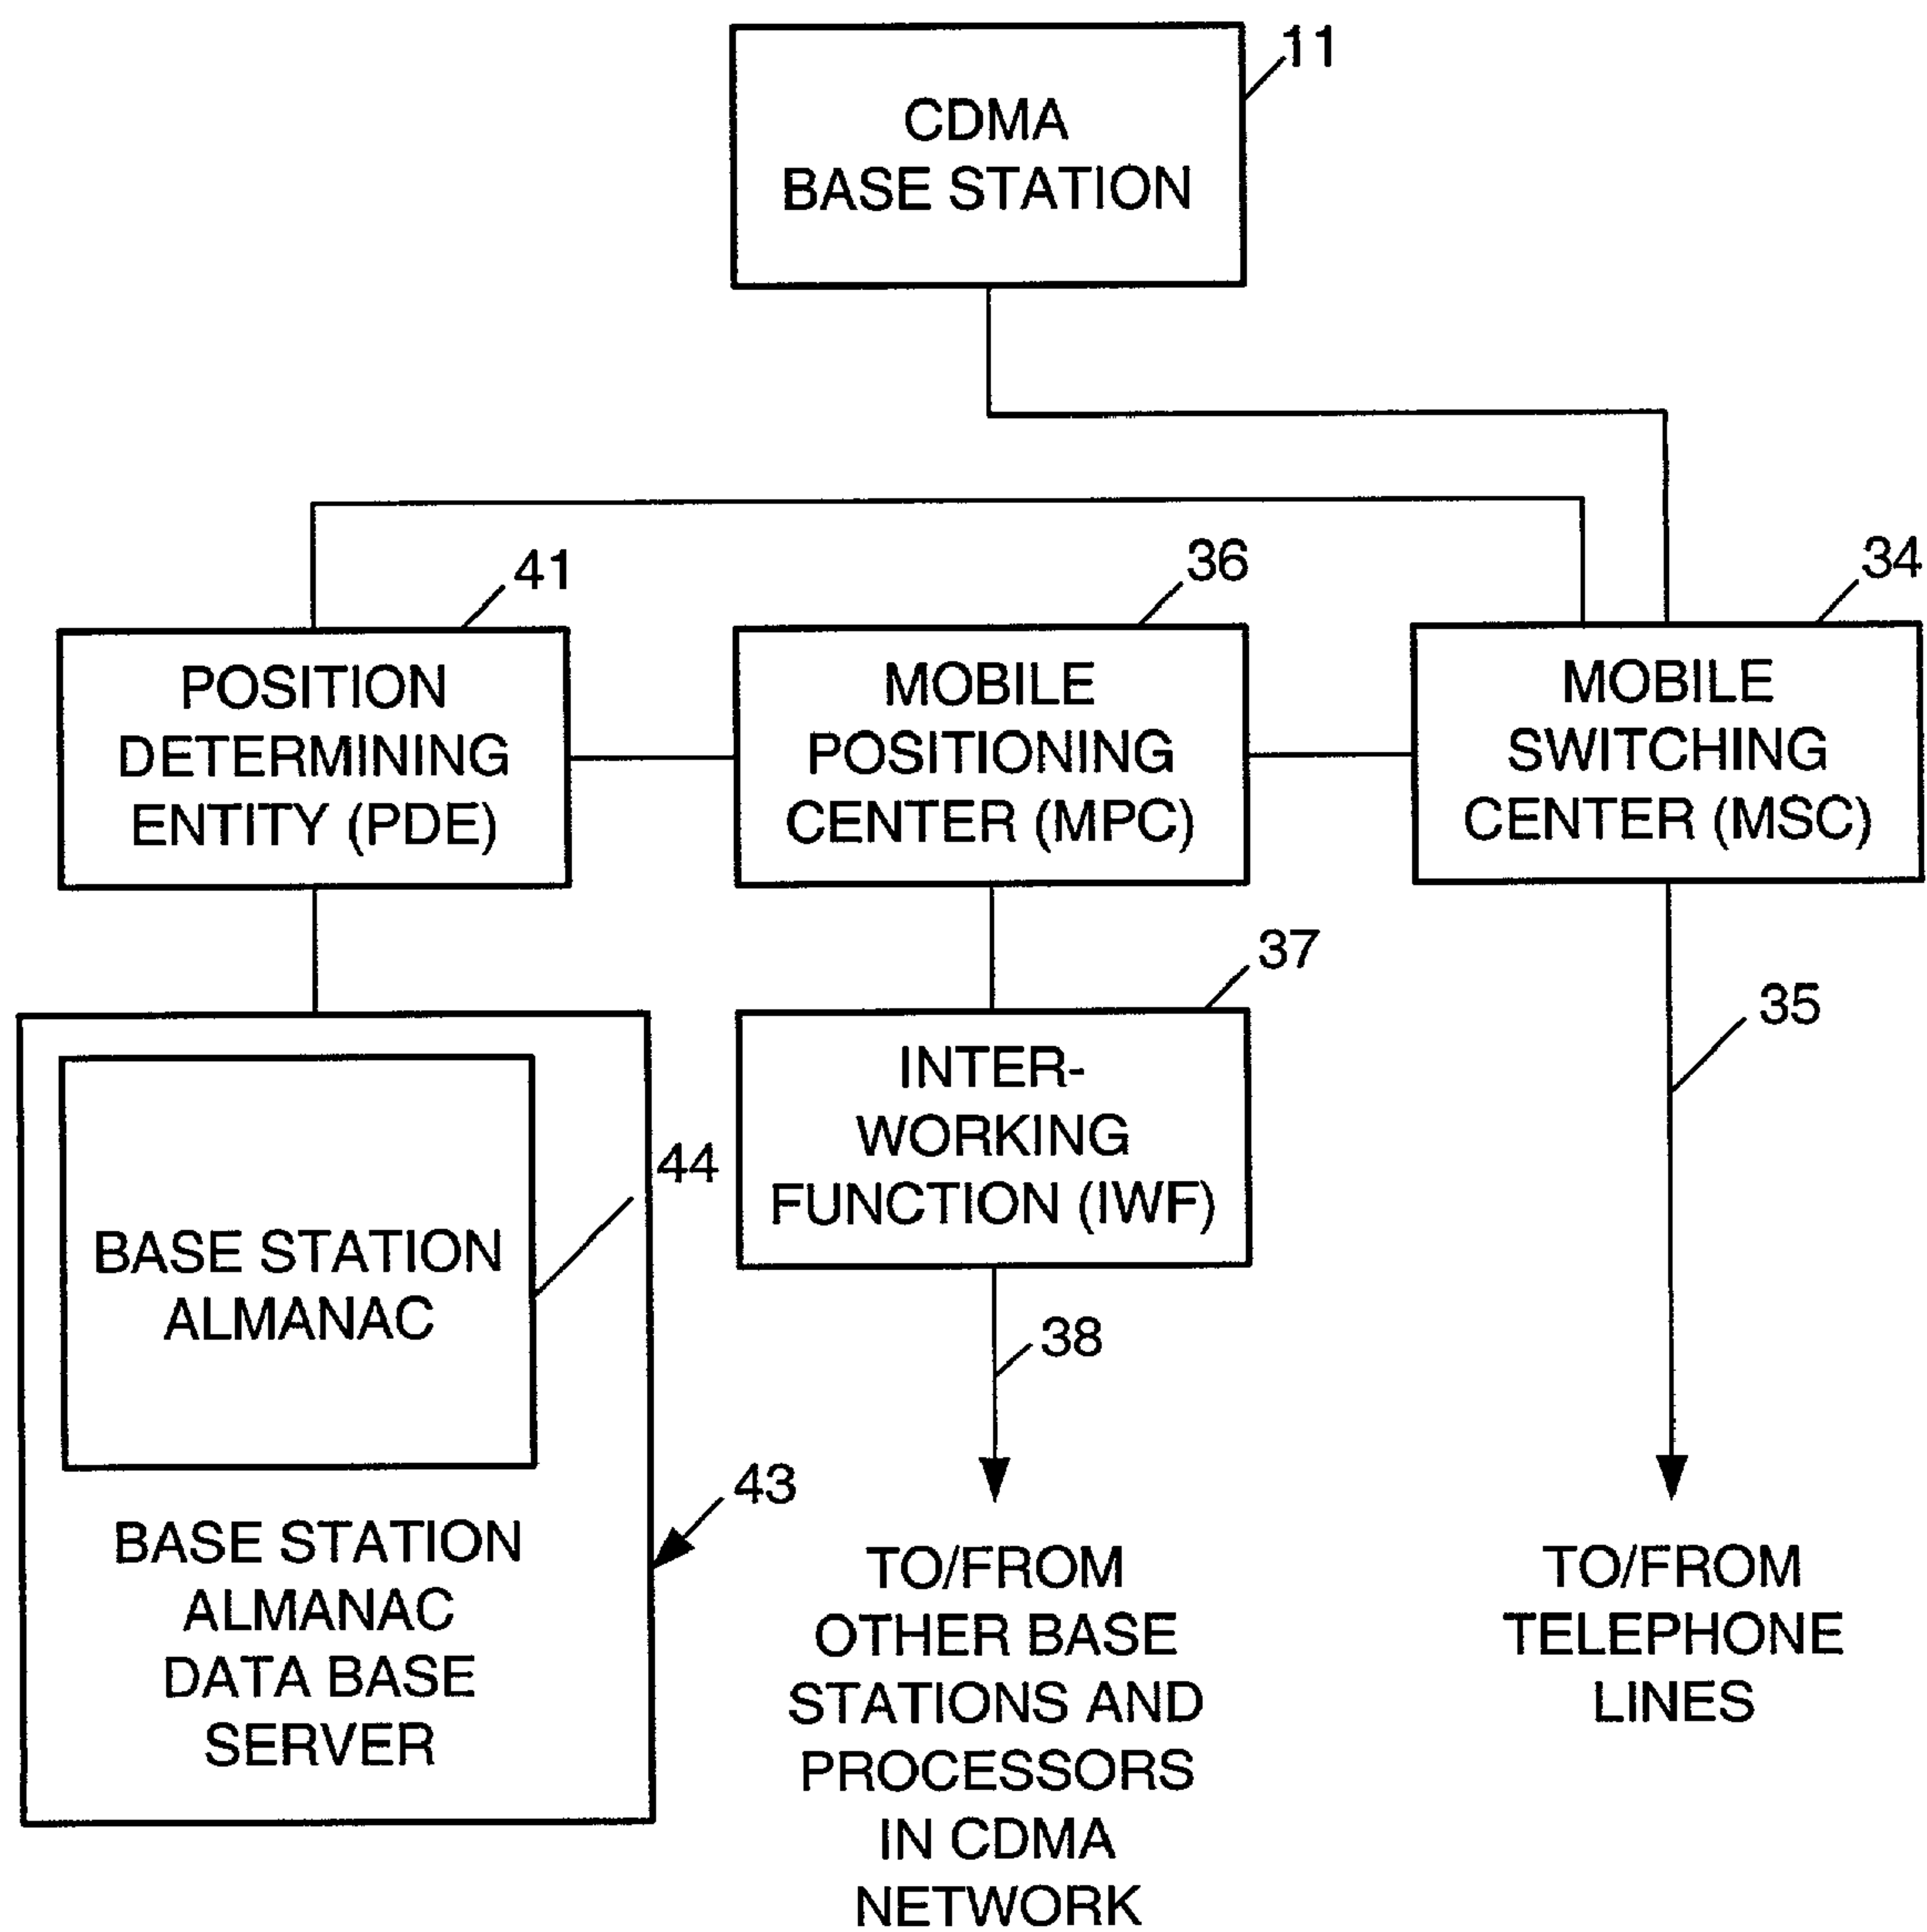 11
CDMA
BASE STATION
41
36
34
POSITION
DETERMINING
ENTITY (PDE)
MOBILE
POSITIONING
CENTER (MPC)
MOBILE
SWITCHING
CENTER (MSC)
37
35
INTER-
WORKING
FUNCTION (IWF)
44
BASE STATION
ALMANAC
38
43
BASE STATION
ALMANAC
DATA BASE
SERVER
TO/FROM
OTHER BASE
STATIONS AND
PROCESSORS
IN CDMA
NETWORK
TO/FROM
TELEPHONE
LINES